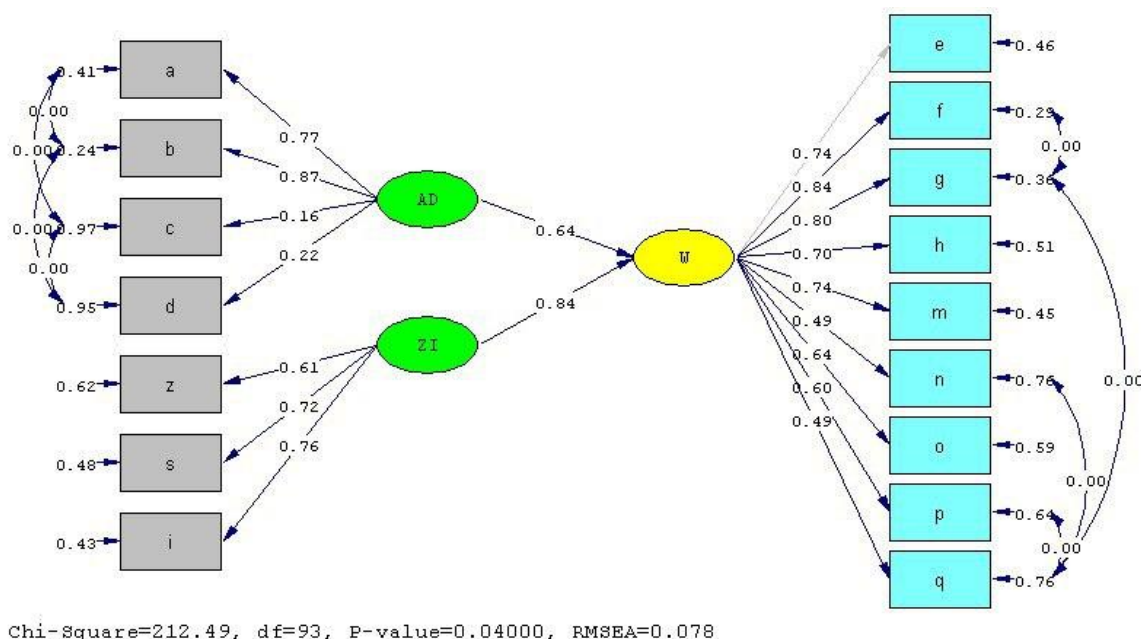 e
0.46
0.41
a
0.00
f
0.29
0.77
0.74
0.00
0.00
0.24
b
0.84
g
0.36
0.87
AD
0.80
0.00
0.97
c
0.16
0.64
0.70
h
0.51
0.22
W
0.00
0.74
0.95
d
0.84
m
0.45
0.49
ZI
0.64
z
0.61
n
0.76
0.00
0.62
0.60
0.72
0.49
0.76
o
0.59
s
0.48
0.00
p
0.64
i
0.43
0.00
q
0.76
Chi-Square=212.49, df=93, P-value=0.04000, RMSEA=0.078